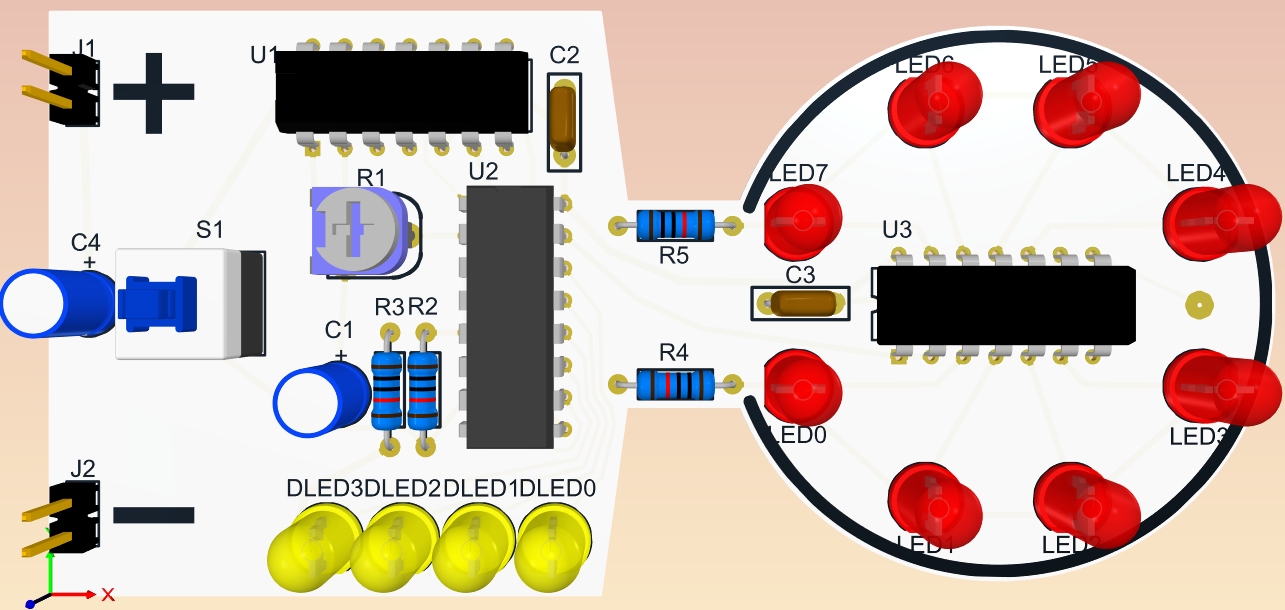 J1
U1
C2
LED6
LED5
R1
U2
LED7
LED4
S1
C4
+
R5
U3
C3
R3
R2
C1
+
R4
LED0
LED3
J2
DLED3
DLED2
DLED1
DLED0
LED1
LED2
X